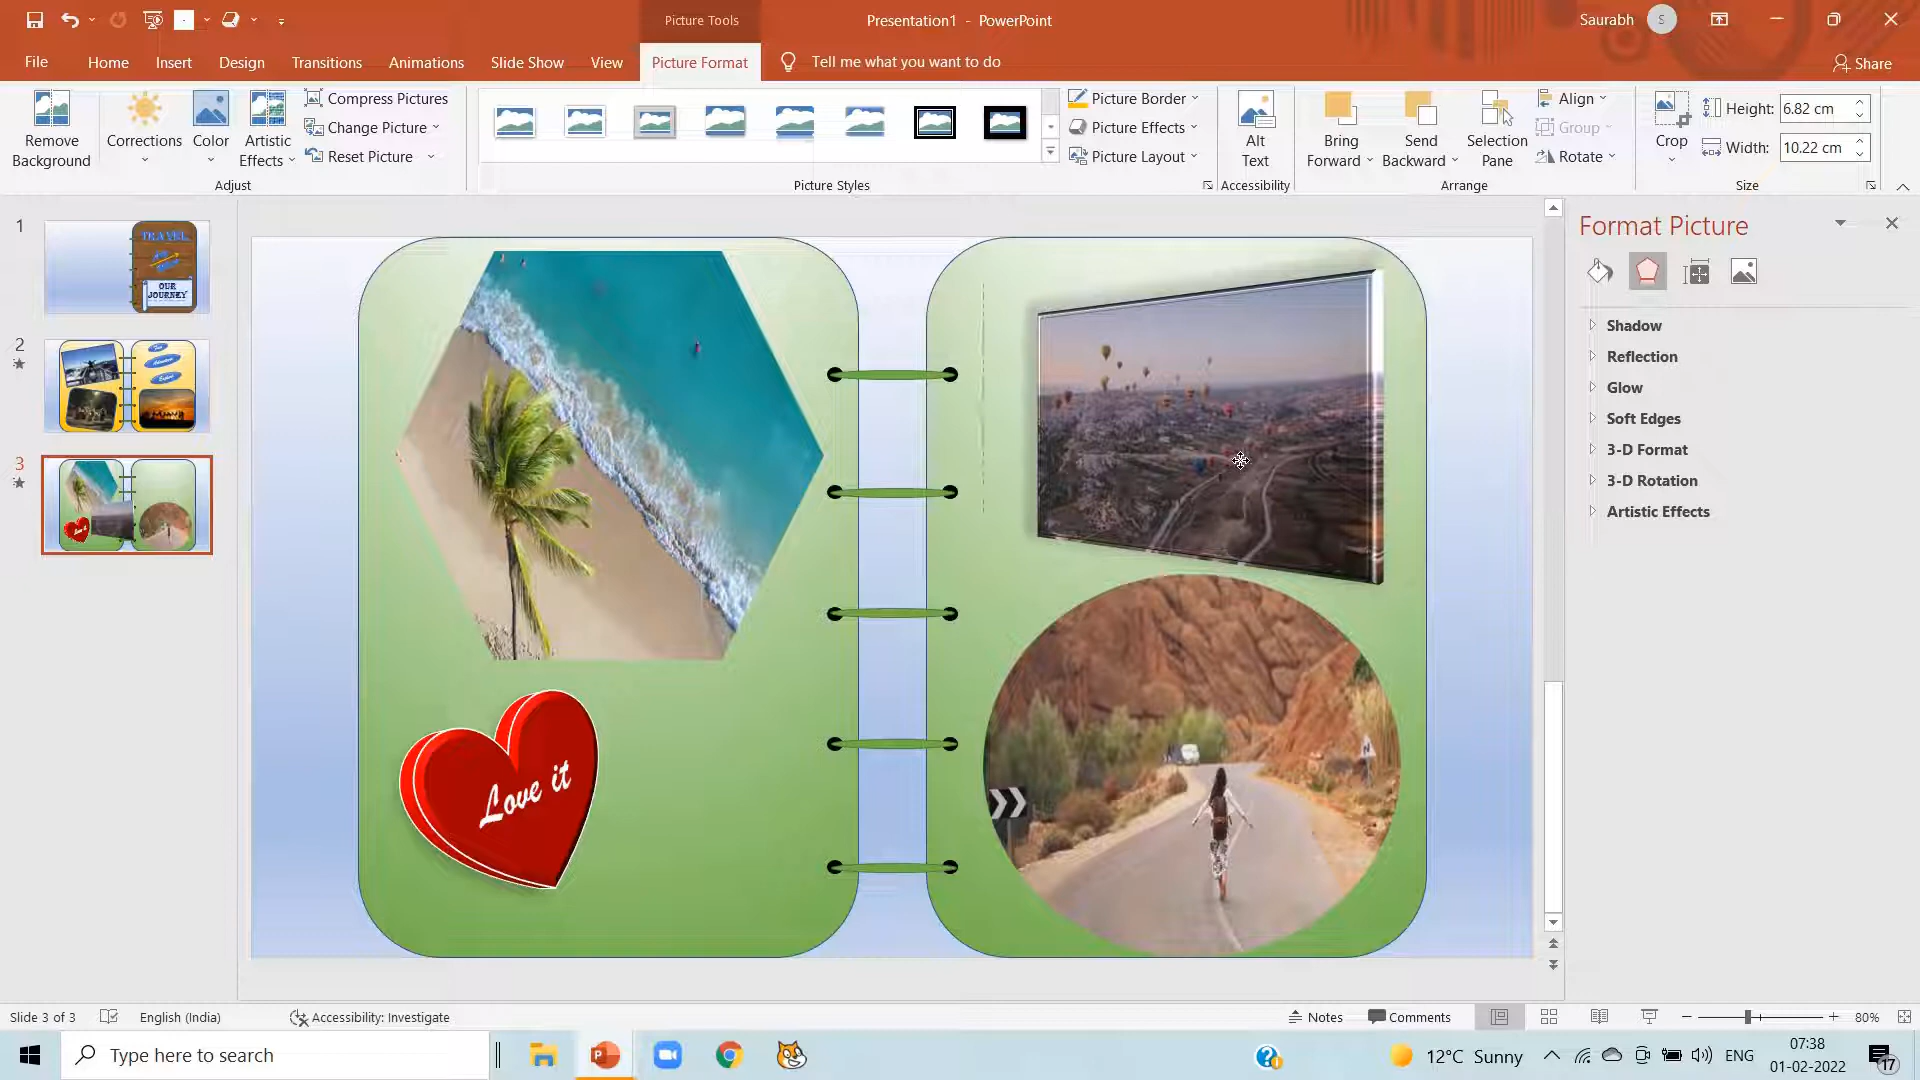 Picture Tools
Presentation1 - PowerPoint
Saurabh
S
File
Home
Insert
Design
Transitions
Animations
Slide Show
View
Picture Format
Tell me what you want to do
Share
Remove
Background
Corrections
Color
Artistic
Effects
Compress Pictures
Change Picture
Reset Picture
Adjust
Picture Styles
Picture Border
Picture Effects
Picture Layout
Alt
Text
Accessibility
Bring
Forward
Send
Backward
Selection
Pane
Align
Group
Rotate
Arrange
Crop
Height: 6.82 cm
Width: 10.22 cm
Size
1
TRAVEL
OUR
JOURNEY
2
3
Love it
Format Picture
Shadow
Reflection
Glow
Soft Edges
3-D Format
3-D Rotation
Artistic Effects
Slide 3 of 3
English (India)
Accessibility: Investigate
Notes
Comments
80%
Type here to search
12°C Sunny
ENG
07:38
01-02-2022
17